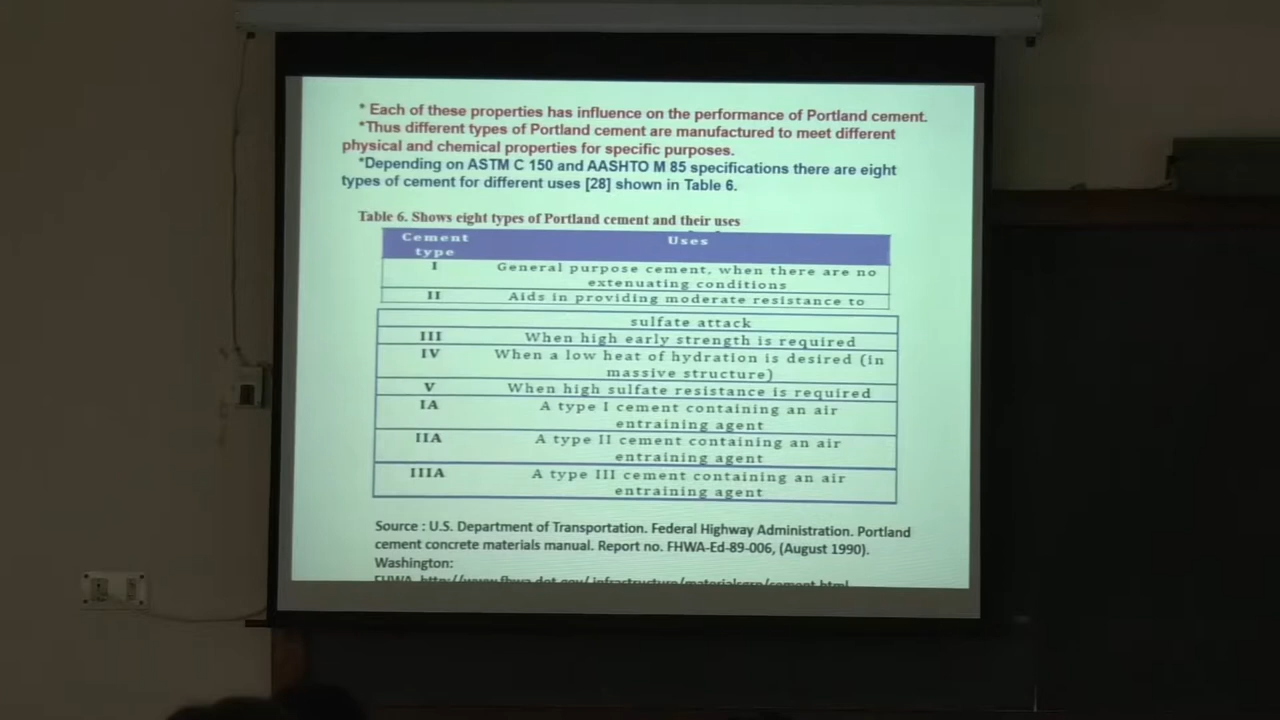 * Each of these properties has influence on the performance of Portland cement.
*Thus different types of Portland cement are manufactured to meet different
physical and chemical properties for specific purposes.
*Depending on ASTM C 150 and AASHTO M 85 specifications there are eight
types of cement for different uses [28] shown in Table 6.
Table 6. Shows eight types of Portland cement and their uses
Cement type Uses
I General purpose cement, when there are no
extenuating conditions
II Aids in providing moderate resistance to
sulfate attack
III When high early strength is required
IV When a low heat of hydration is desired (in
massive structure)
V When high sulfate resistance is required
IA A type I cement containing an air
entraining agent
IIA A type II cement containing an air
entraining agent
IIIA A type III cement containing an air
entraining agent
Source : U.S. Department of Transportation. Federal Highway Administration. Portland
cement concrete materials manual. Report no. FHWA-Ed-89-006, (August 1990).
Washington:
FHWA. http://www.fhwa.dot.gov/